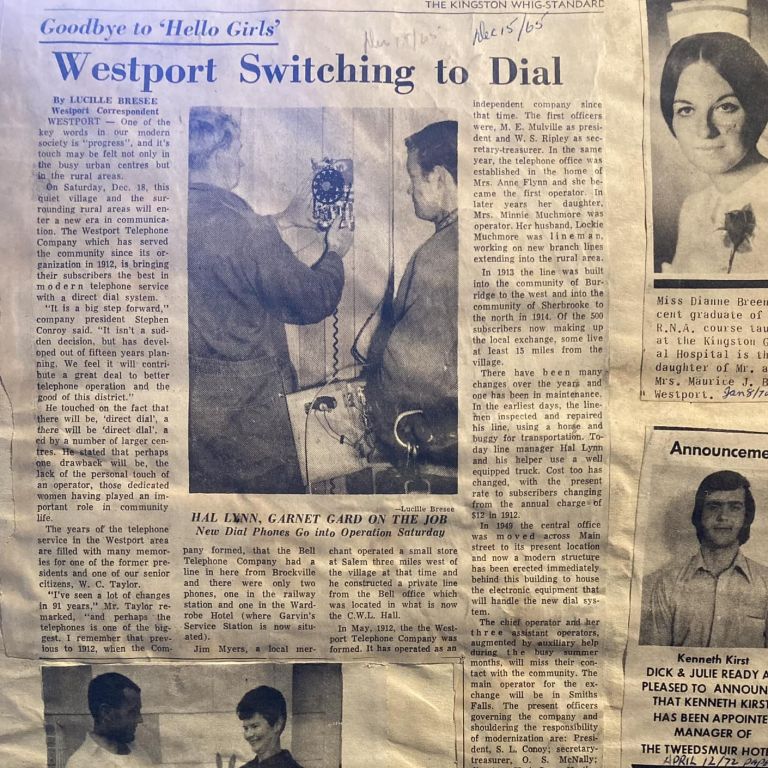 THE KINGSTON WHIG-STANDARD
Goodbye to 'Hello Girls'
Dec 15/65
Westport Switching to Dial
By LUCILLE BRESEE
Westport Correspondent
WESTPORT — One of the
key words in our modern
society is "progress", and it's
touch may be felt not only in
the busy urban centres but
in the rural areas.
On Saturday, Dec. 18, this
quiet village and the sur-
rounding rural areas will en-
ter a new era in communica-
tion. The Westport Telephone
Company which has served
the community since its or-
ganization in 1912, is bringing
their subscribers the best in
modern telephone service
with a direct dial system.
"It is a big step forward,"
company president Stephen
Conroy said. "It isn't a sud-
den decision, but has devel-
oped out of fifteen years plan-
ning. We feel it will contri-
bute a great deal to better
telephone operation and the
good of this district."
He touched on the fact that
there will be, 'direct dial', a
there will be 'direct dial', a
ed by a number of larger cen-
tres. He stated that perhaps
one drawback will be, the
lack of the personal touch of
an operator, those dedicated
women having played an im-
portant role in community
life.
The years of the telephone
service in the Westport area
are filled with many memor-
ies for one of the former pre-
sidents and one of our senior
citizens, W. C. Taylor.
"I've seen a lot of changes
in 91 years," Mr. Taylor re-
marked, "and perhaps the
telephones is one of the big-
gest. I remember that previ-
ous to 1912, when the Com-
—Lucille Bresee
HAL LYNN, GARNET GARD ON THE JOB
New Dial Phones Go into Operation Saturday
pany formed, that the Bell
Telephone Company had a
line in here from Brockville
and there were only two
phones, one in the railway
station and one in the Ward-
robe Hotel (where Garvin's
Service Station is now situ-
ated).
Jim Myers, a local mer-
chant operated a small store
at Salem three miles west of
the village at that time and
he constructed a private line
from the Bell office which
was located in what is now
the C.W.L. Hall.
In May, 1912, the the West-
port Telephone Company was
formed. It has operated as an
independent company since
that time. The first officers
were, M. E. Mulville as presi-
dent and W. S. Ripley as sec-
retary-treasurer. In the same
year, the telephone office was
established in the home of
Mrs. Anne Flynn and she be-
came the first operator. In
later years her daughter,
Mrs. Minnie Muchmore was
operator. Her husband, Lockie
Muchmore was lineman,
working on new branch lines
extending into the rural area.
In 1913 the line was built
into the community of Bur-
ridge to the west and into the
community of Sherbrooke to
the north in 1914. Of the 500
subscribers now making up
the local exchange, some live
at least 15 miles from the
village.
There have been many
changes over the years and
one has been in maintenance.
In the earliest days, the line-
men inspected and repaired
his line, using a horse and
buggy for transportation. To-
day line manager Hal Lynn
and his helper use a well
equipped truck. Cost too has
changed, with the present
rate to subscribers changing
from the annual charge of
$12 in 1912.
In 1949 the central office
was moved across Main
street to its present location
and now a modern structure
has been erected immediately
behind this building to house
the electronic equipment that
will handle the new dial sys-
tem.
The chief operator and her
three assistant operators,
augmented by auxiliary help
during the busy summer
months, will miss their con-
tact with the community. The
main operator for the ex-
change will be in Smiths
Falls. The present officers
governing the company and
shouldering the responsibility
of modernization are: Presi-
dent, S. L. Conoy; secretary-
treasurer, O. S. McNally;
Miss Dianne Breen
cent graduate of
R.N.A. course tau
at the Kingston G
al Hospital is th
daughter of Mr. a
Mrs. Maurice J. B
Westport. Jan 8/70
Announceme
Kenneth Kirst
DICK & JULIE READY A
PLEASED TO ANNOUN
THAT KENNETH KIRST
HAS BEEN APPOINTE
MANAGER OF
THE TWEEDSMUIR HOTE
APRIL 12/72